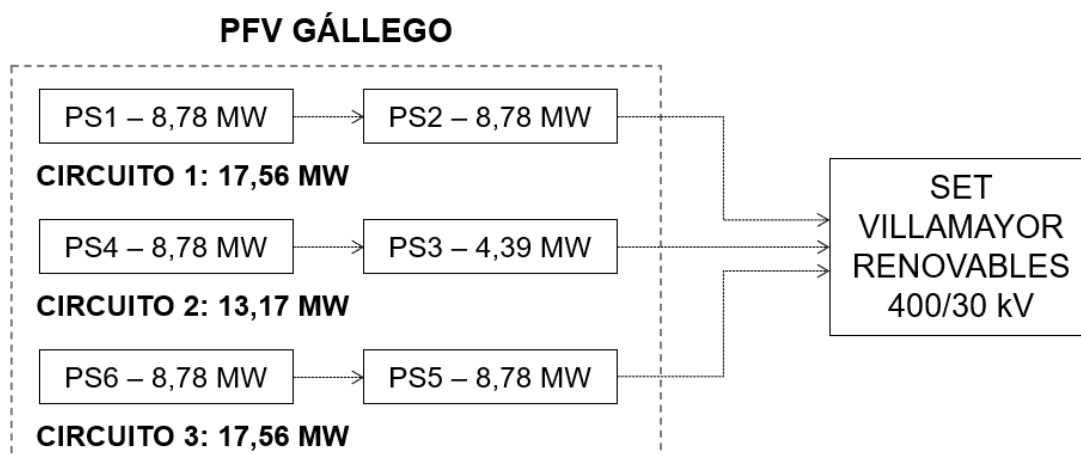 PFV GÁLLEGO
PS1 – 8,78 MW
PS2 – 8,78 MW
CIRCUITO 1: 17,56 MW
PS4 – 8,78 MW
PS3 – 4,39 MW
CIRCUITO 2: 13,17 MW
PS6 – 8,78 MW
PS5 – 8,78 MW
CIRCUITO 3: 17,56 MW
SET
VILLAMAYOR
RENOVABLES
400/30 kV